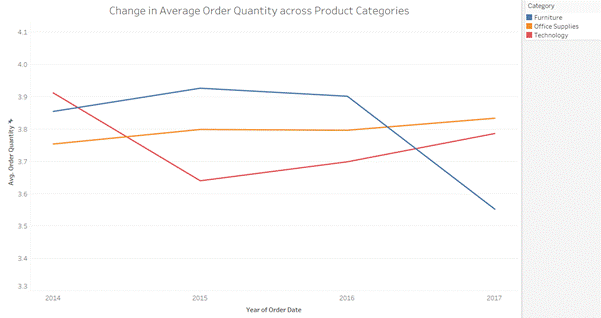 Change in Average Order Quantity across Product Categories
Category
Furniture
Office Supplies
Technology
4.1
4.0
3.9
3.8
3.7
3.6
3.5
3.4
3.3
Avg. Order Quantity
2014
2015
2016
2017
Year of Order Date